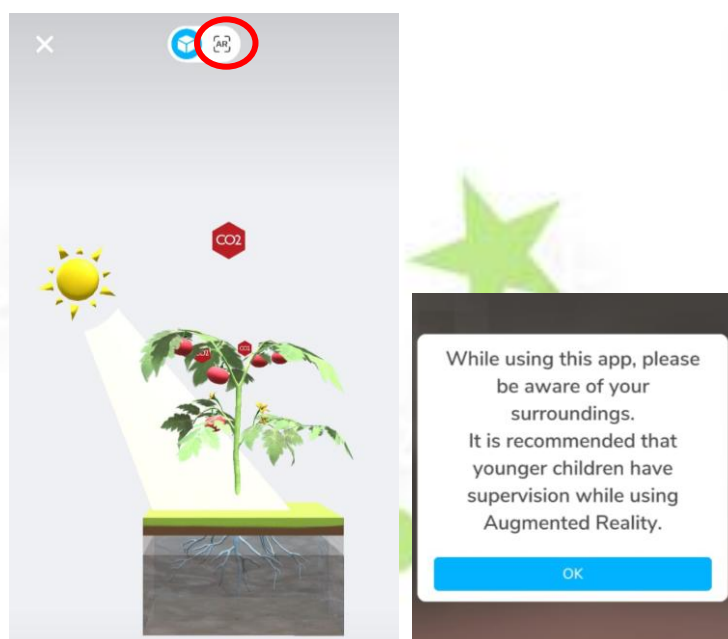 AR
CO2
CO2
CO2
While using this app, please
be aware of your
surroundings.
It is recommended that
younger children have
supervision while using
Augmented Reality.
OK